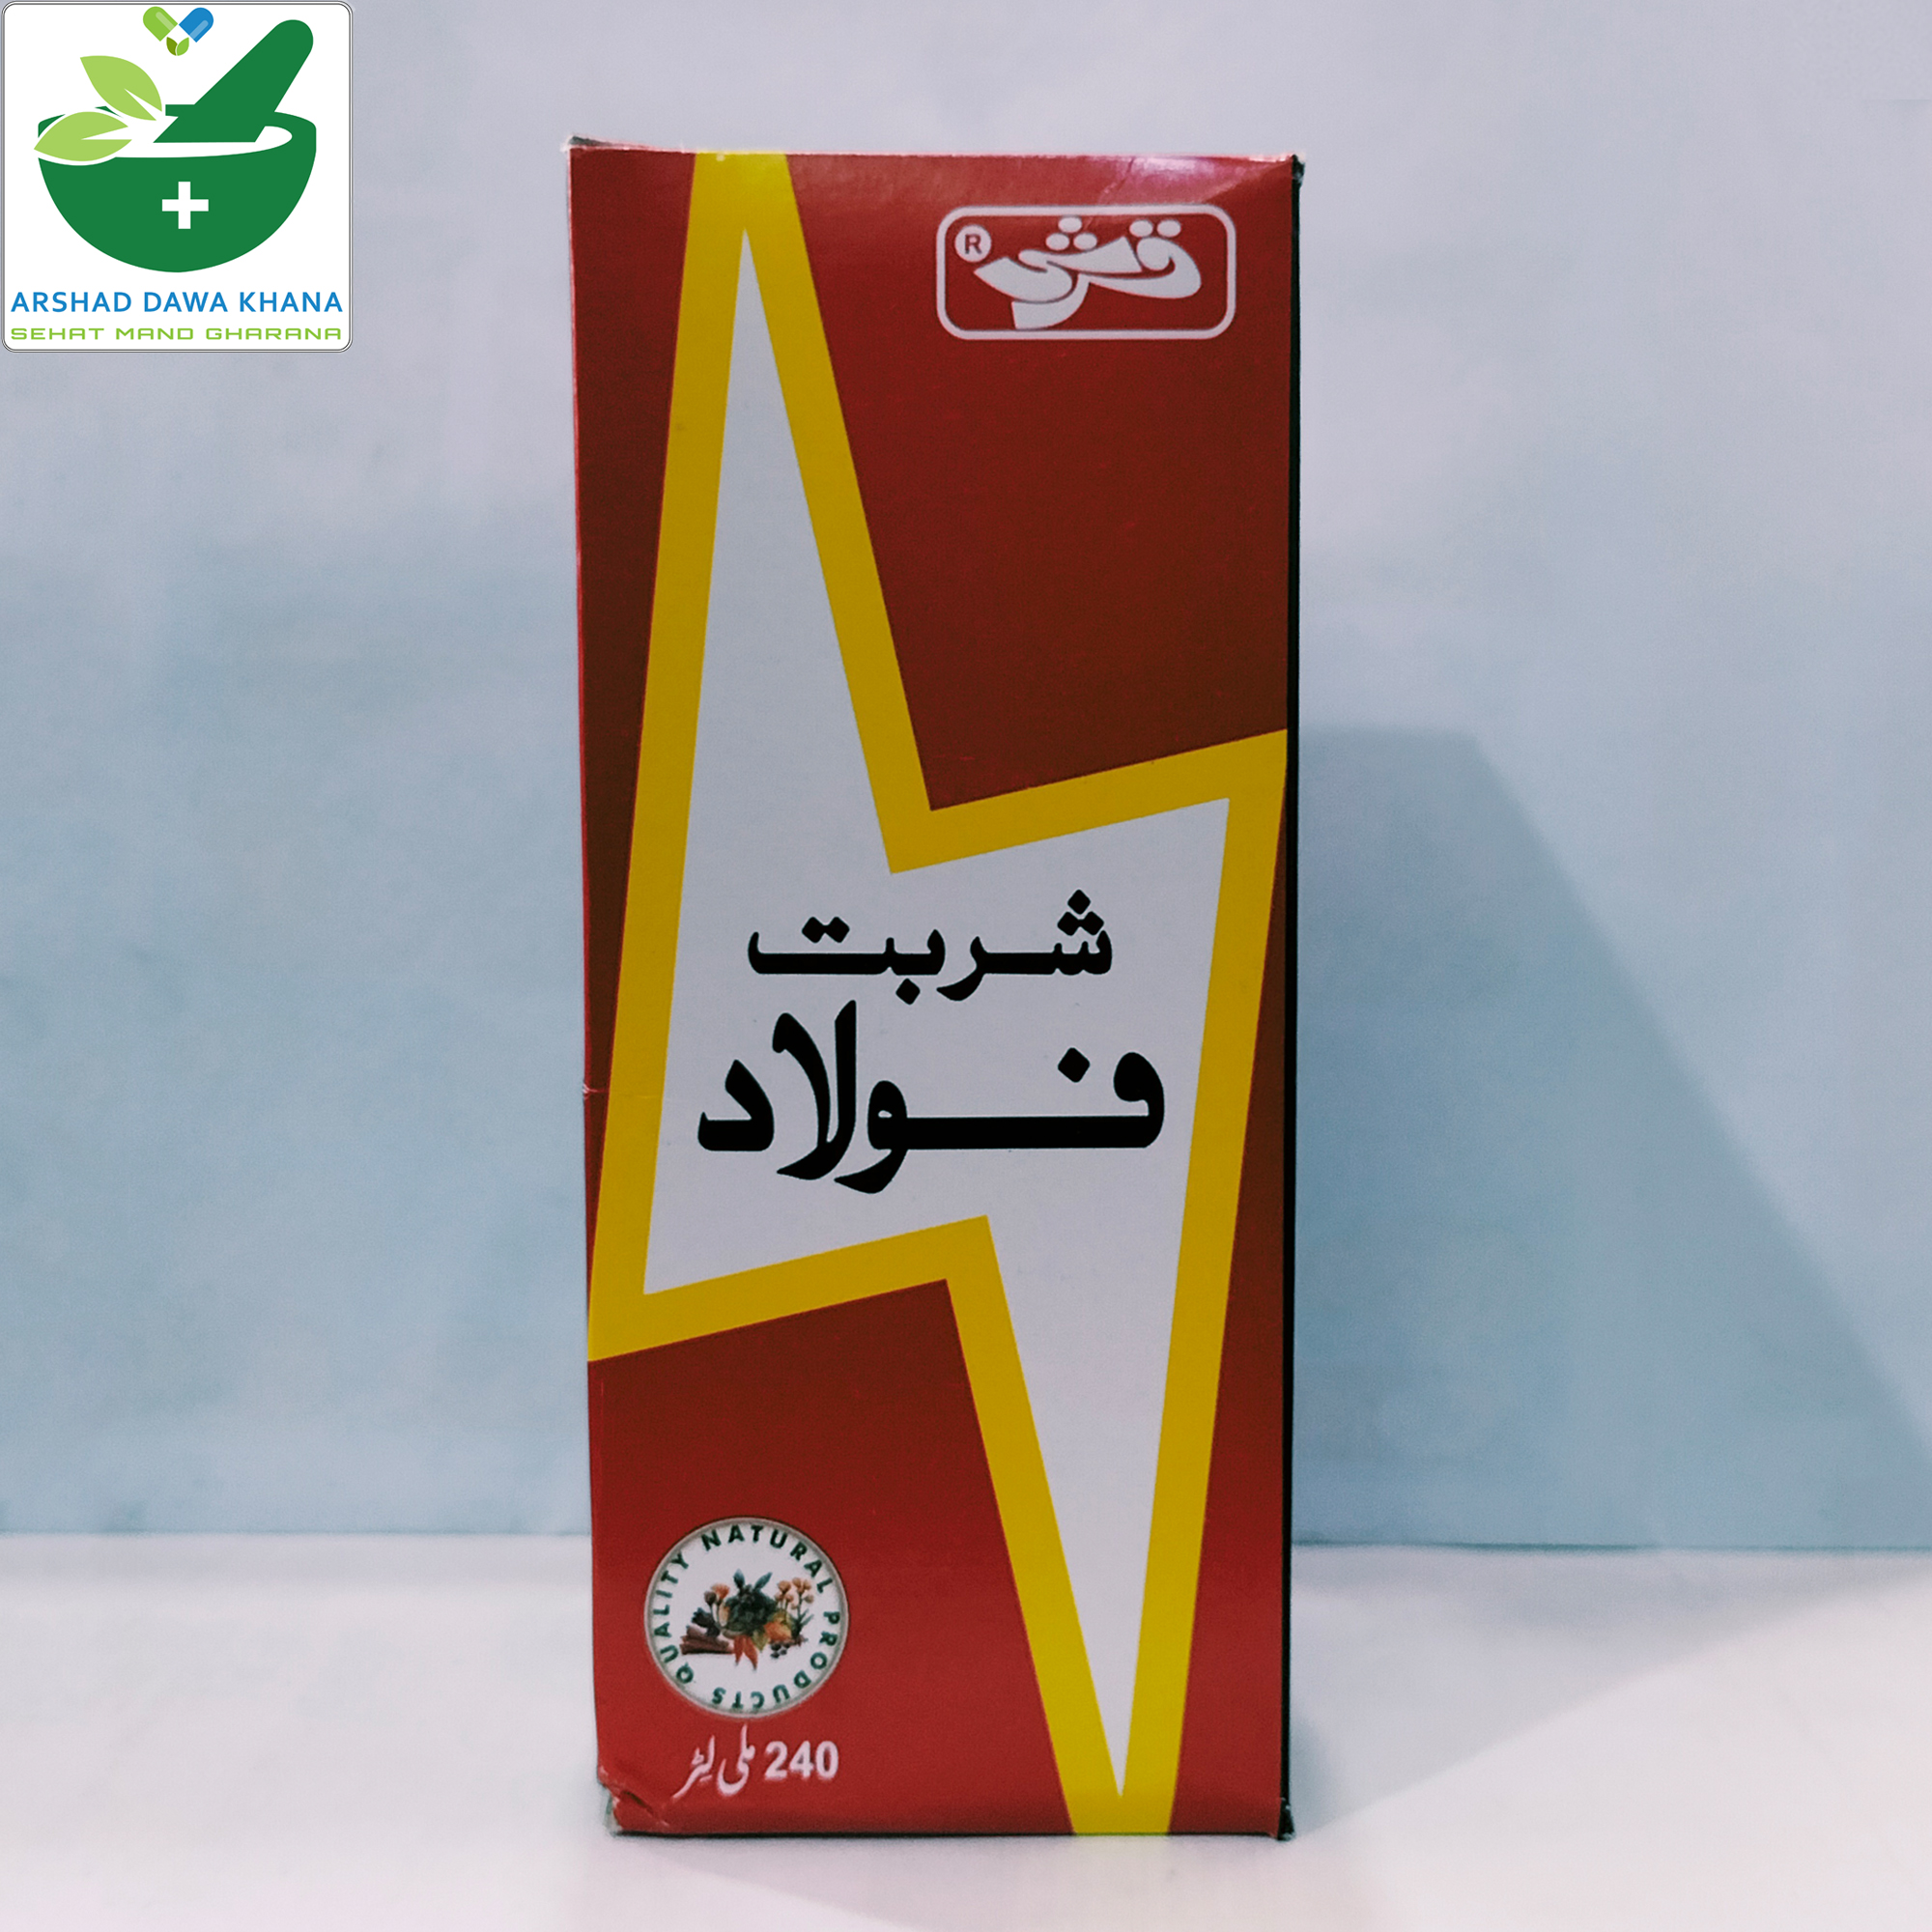 ARSHAD DAWA KHANA
SEHAT MAND GHARANA
قرشی ®
شربت
فولاد
QUALITY NATURAL PRODUCTS
240 ملی لیٹر